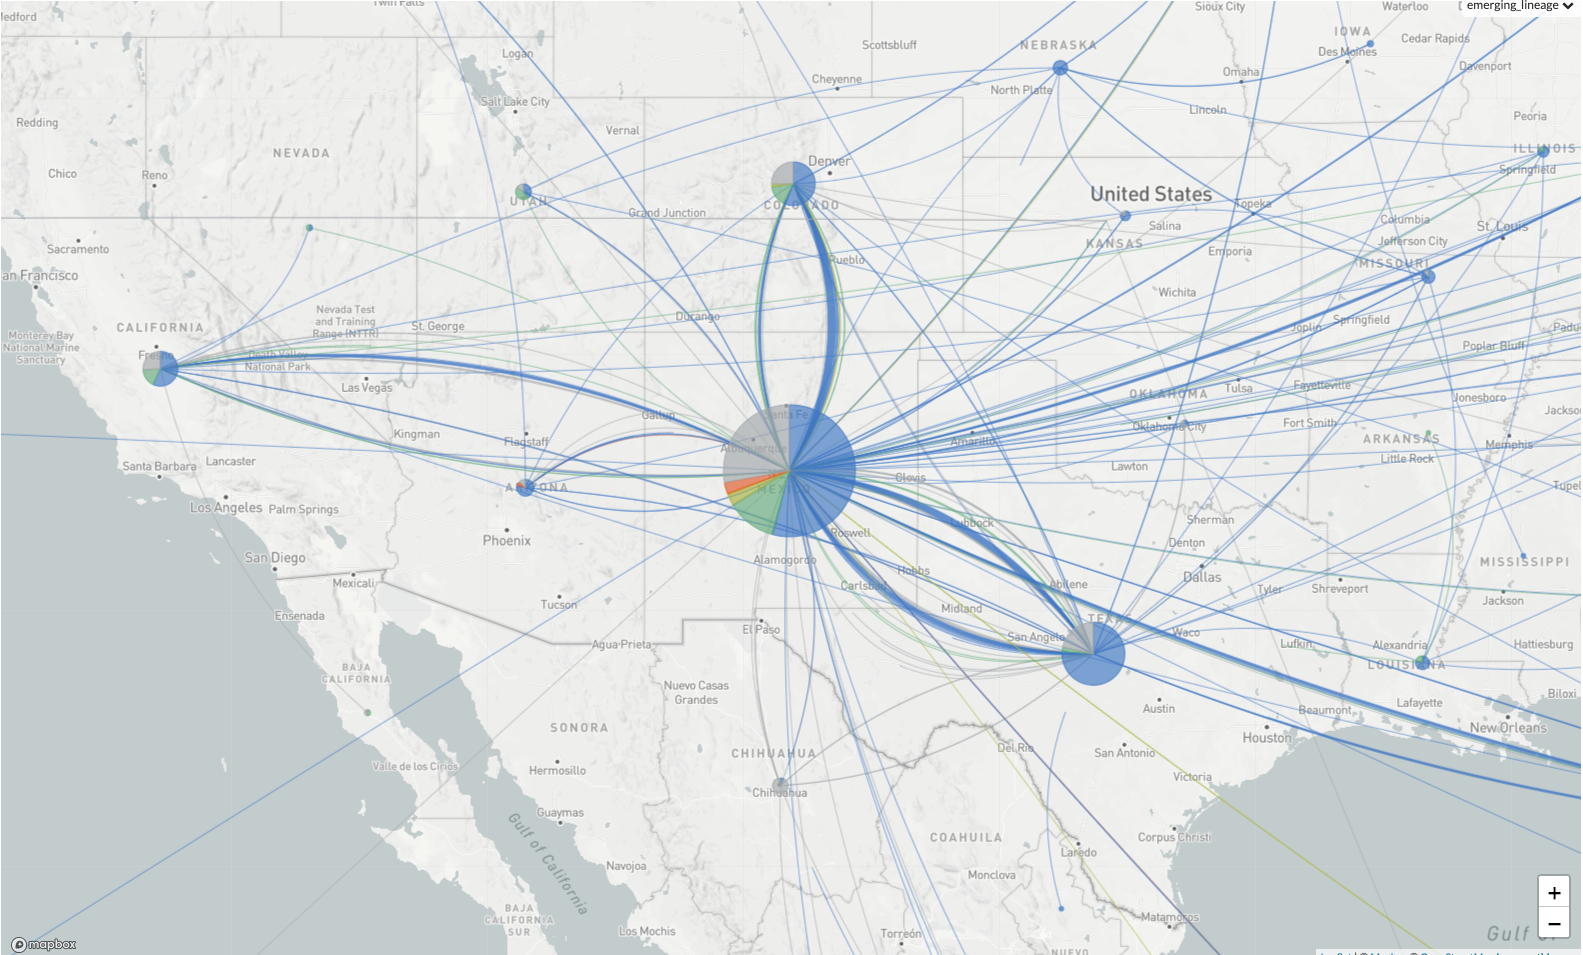 Twin Falls
Sioux City
Waterloo
emerging_lineage
Medford
Scottsbluff
NEBRASKA
IOWA
Cedar Rapids
Logan
Des Moines
Cheyenne
Omaha
Davenport
North Platte
Salt Lake City
Lincoln
Redding
Vernal
Peoria
NEVADA
ILLINOIS
Denver
Chico
Reno
Springfield
United States
UTAH
COLORADO
Topeka
Grand Junction
Columbia
Salina
St. Louis
Sacramento
KANSAS
Jefferson City
Emporia
Pueblo
MISSOURI
San Francisco
Wichita
Nevada Test
and Training
Range (NTTR)
Durango
Springfield
CALIFORNIA
St. George
Joplin
Monterey Bay
National Marine
Sanctuary
Poplar Bluff
Fresno
Death Valley
National Park
Las Vegas
Tulsa
Fayetteville
OKLAHOMA
Jonesboro
Gallup
Santa Fe
Jackson
Oklahoma City
Fort Smith
Kingman
Flagstaff
Amarillo
ARKANSAS
Memphis
Albuquerque
Little Rock
Santa Barbara
Lancaster
Lawton
Clovis
ARIZONA
MEXICO
Tupelo
Los Angeles
Palm Springs
Lubbock
Sherman
Phoenix
Roswell
Denton
San Diego
Alamogordo
Hobbs
MISSISSIPPI
Mexicali
Carlsbad
Abilene
Dallas
Tyler
Shreveport
Tucson
Midland
Jackson
Ensenada
TEXAS
El Paso
San Angelo
Waco
Agua Prieta
Lufkin
Alexandria
Hattiesburg
LOUISIANA
BAJA
CALIFORNIA
Nuevo Casas
Grandes
Biloxi
Austin
Beaumont
Lafayette
SONORA
New Orleans
Houston
CHIHUAHUA
Del Rio
San Antonio
Valle de los Cirios
Hermosillo
Victoria
Chihuahua
Guaymas
Gulf of California
COAHUILA
Corpus Christi
Laredo
Navojoa
Monclova
+
BAJA
CALIFORNIA
SUR
Matamoros
−
Los Mochis
Torreón
Gulf of
mapbox
NUEVO